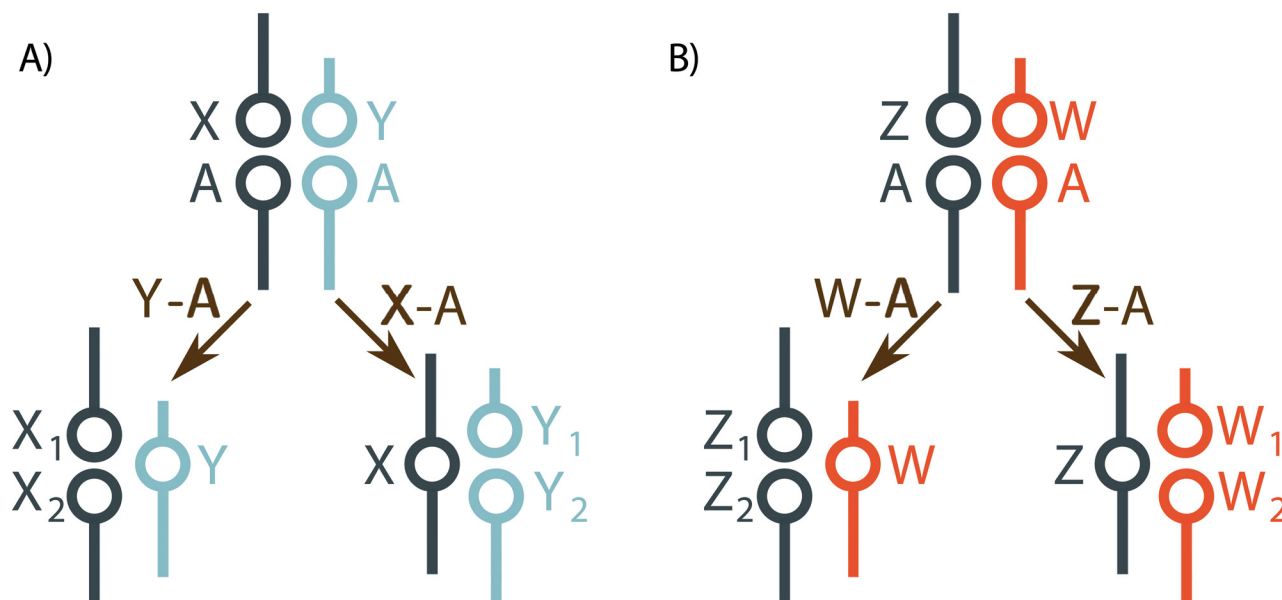 A)
X Y
A A
Y-A X-A
X₁ Y
X₂
X Y₁
Y₂
B)
Z W
A A
W-A Z-A
Z₁ W
Z₂
Z W₁
W₂